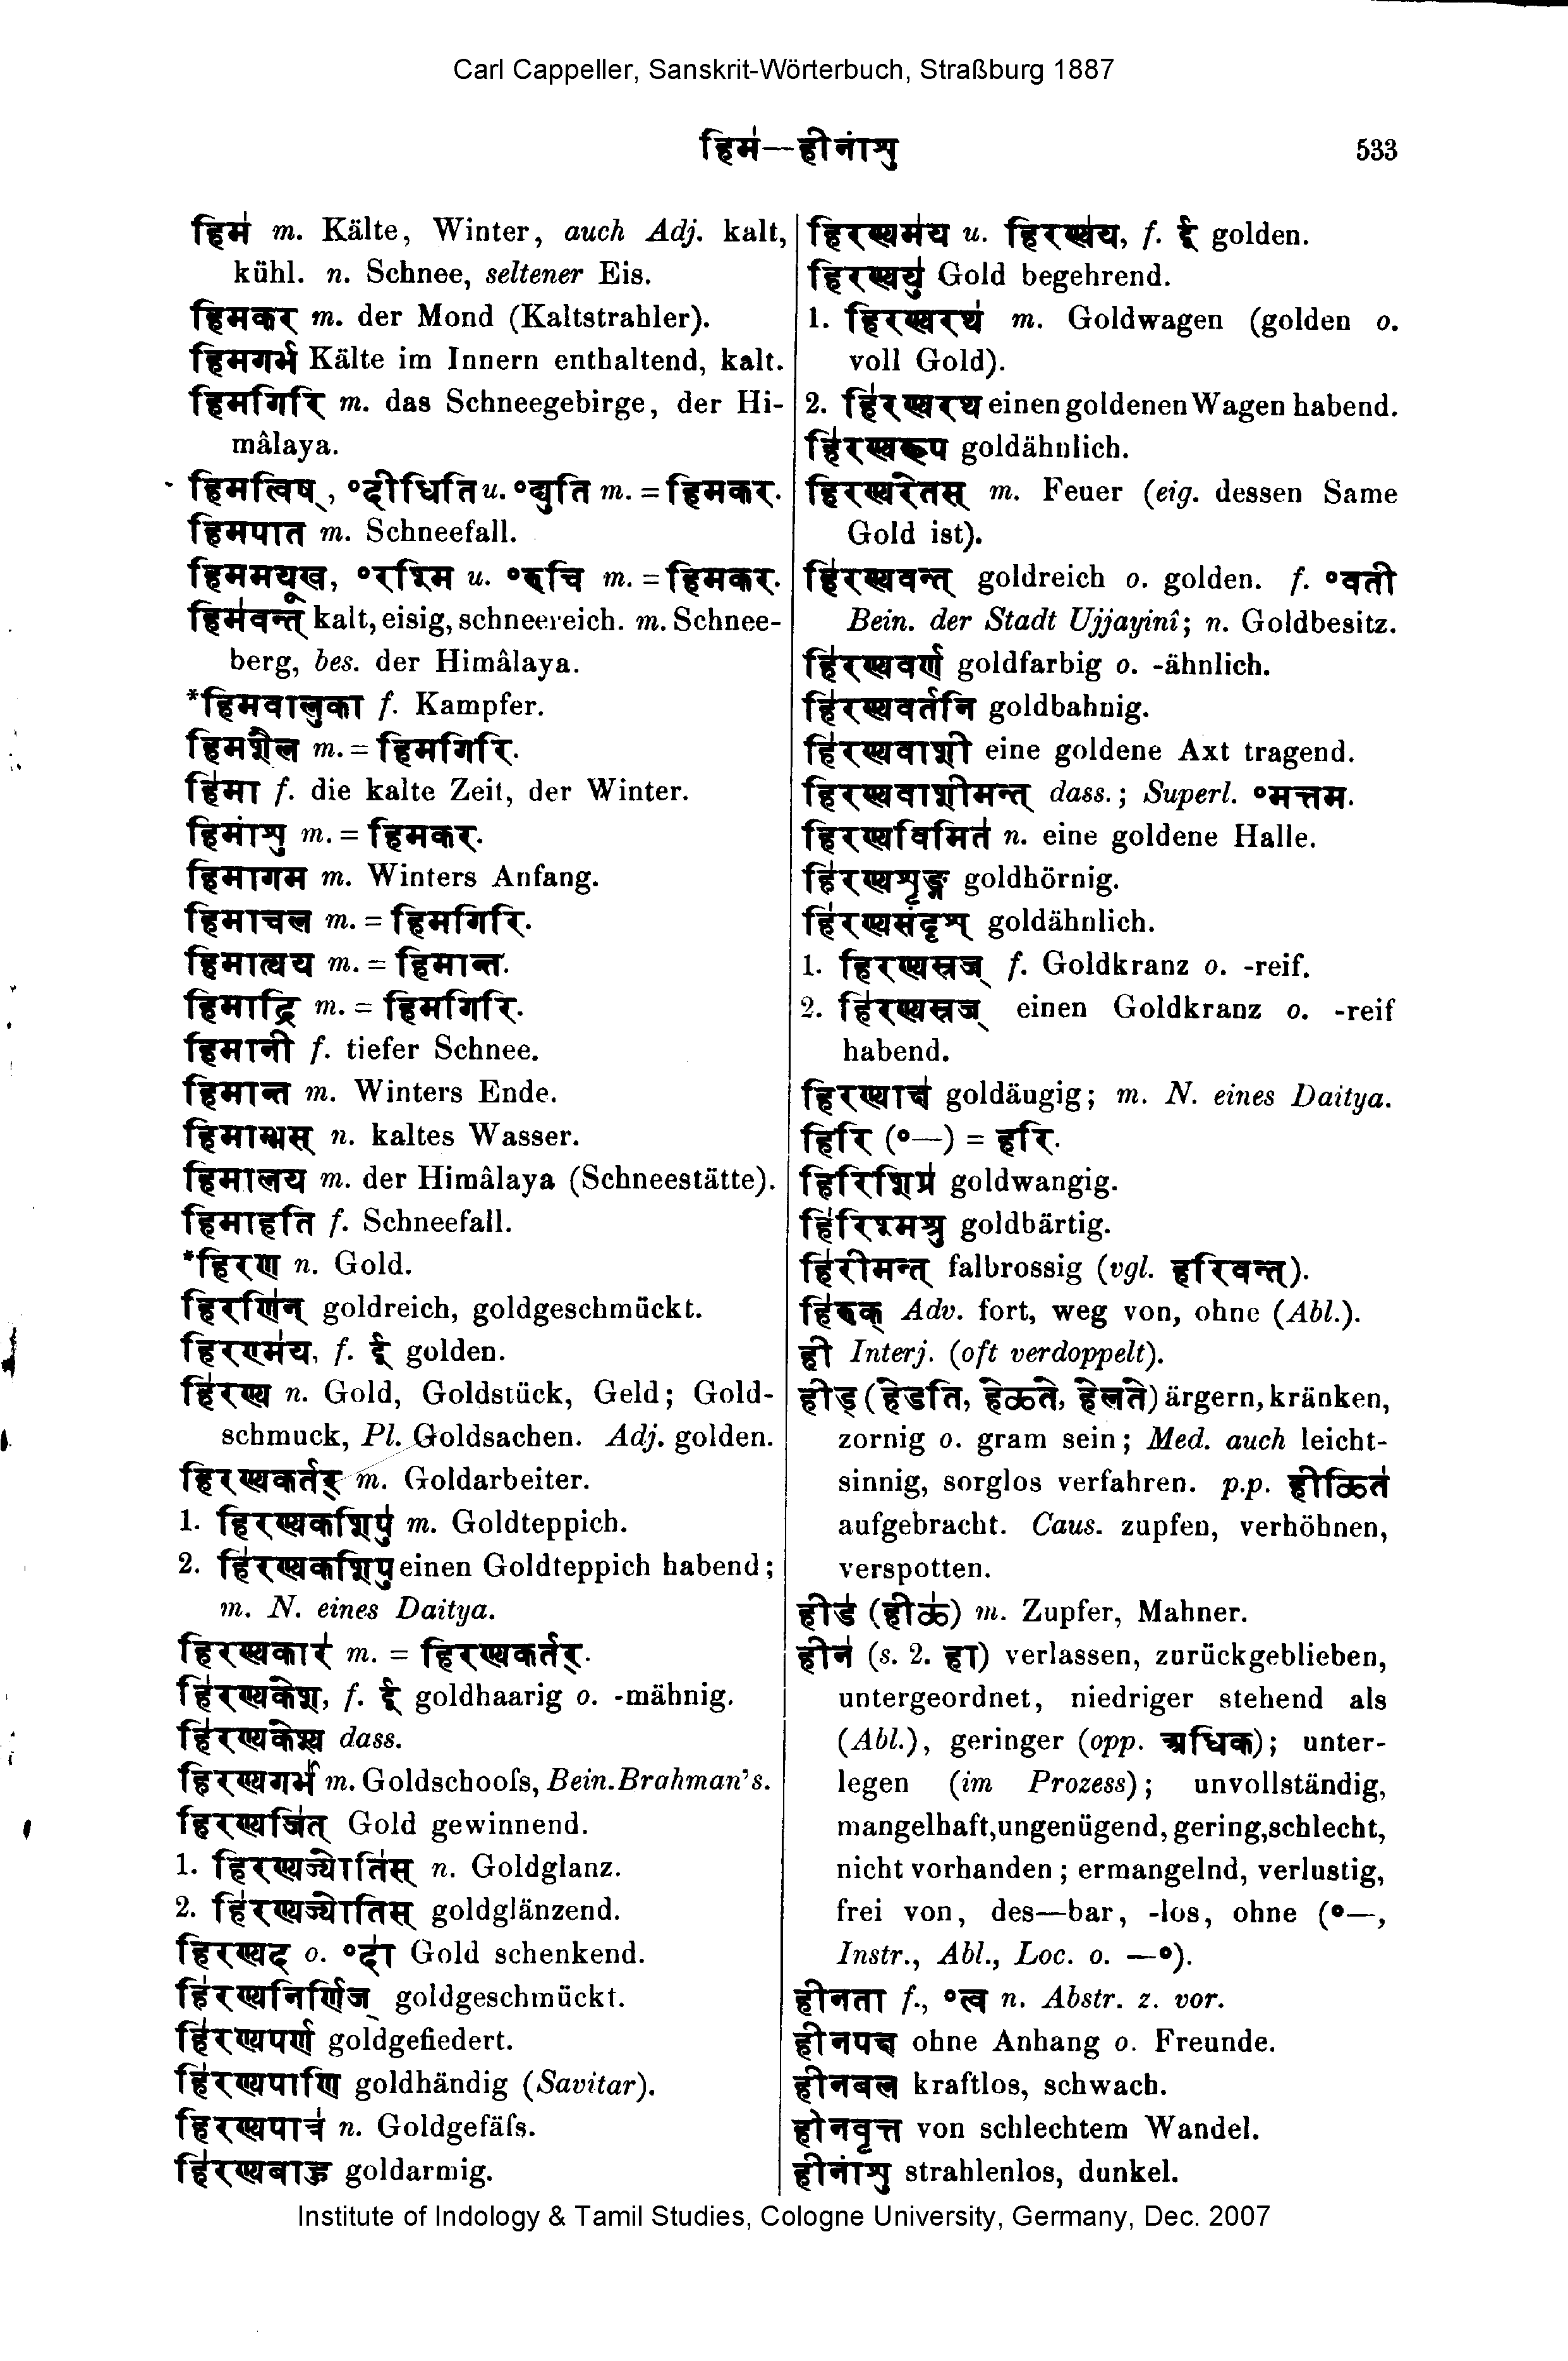 Carl Cappeller, Sanskrit-Wörterbuch, Straßburg 1887
हिम॑—हीनांशु 533
हिम॑ m. Kälte, Winter, auch Adj. kalt,
kühl. n. Schnee, seltener Eis.
हिमकर m. der Mond (Kaltstrahler).
हिमगर्भ Kälte im Innern enthaltend, kalt.
हिमगिरि m. das Schneegebirge, der Hi-
mâlaya.
हिमत्विष्, °दीधिति u. °द्युति m. = हिमकर.
हिमपात m. Schneefall.
हिममयूख, °रश्मि u. °रुचि m. = हिमकर.
हिम॑वन्त् kalt, eisig, schneereich. m. Schnee-
berg, bes. der Himâlaya.
*हिमवालुका f. Kampfer.
हिमशैल m. = हिमगिरि.
हि॑मा f. die kalte Zeit, der Winter.
हिमांशु m. = हिमकर.
हिमागम m. Winters Anfang.
हिमाचल m. = हिमगिरि.
हिमात्यय m. = हिमान्त.
हिमाद्रि m. = हिमगिरि.
हिमानी f. tiefer Schnee.
हिमान्त m. Winters Ende.
हिमाम्भस् n. kaltes Wasser.
हिमालय m. der Himâlaya (Schneestätte).
हिमाहति f. Schneefall.
*हिरण n. Gold.
हिरणि॑न् goldreich, goldgeschmückt.
हिरण्म॑य, f. ई golden.
हि॑रण्य n. Gold, Goldstück, Geld; Gold-
schmuck, Pl. Goldsachen. Adj. golden.
हिरण्यकर्तर् m. Goldarbeiter.
1. हिरण्यकशिपु॑ m. Goldteppich.
2. हि॑रण्यकशिपु einen Goldteppich habend;
m. N. eines Daitya.
हिरण्यकार॑ m. = हिरण्यकर्तर्.
हि॑रण्यकेश, f. ई goldhaarig o. -mähnig.
हि॑रण्यकेश्य dass.
हिरण्यगर्भ॑ m. Goldschoofs, Bein. Brahman's.
हिरण्यजि॑त् Gold gewinnend.
1. हिरण्यज्योति॑स् n. Goldglanz.
2. हि॑रण्यज्योतिस् goldglänzend.
हिरण्यद o. °दा॑ Gold schenkend.
हि॑रण्यनिर्णिज् goldgeschmückt.
हि॑रण्यपर्ण goldgefiedert.
हि॑रण्यपाणि goldhändig (Savitar).
हिरण्यपात्र॑ n. Goldgefäfs.
हि॑रण्यबाहु goldarmig.
हिरण्यम॑य u. हिरण्य॑य, f. ई golden.
हिरण्ययु॑ Gold begehrend.
1. हिरण्यरथ॑ m. Goldwagen (golden o.
voll Gold).
2. हि॑रण्यरथ einen goldenen Wagen habend.
हि॑रण्यरूप goldähnlich.
हिरण्यरेतस् m. Feuer (eig. dessen Same
Gold ist).
हि॑रण्यवन्त् goldreich o. golden. f. °वती
Bein. der Stadt Ujjayinî; n. Goldbesitz.
हि॑रण्यवर्ण goldfarbig o. -ähnlich.
हि॑रण्यवर्तनि goldbahnig.
हि॑रण्यवाशी eine goldene Axt tragend.
हिरण्यवाशीमन्त् dass.; Superl. °मत्तम.
हिरण्यविमित॑ n. eine goldene Halle.
हि॑रण्यशृङ्ग goldhörnig.
हि॑रण्यसंदृश् goldähnlich.
1. हिरण्यस्रज् f. Goldkranz o. -reif.
2. हि॑रण्यस्रज् einen Goldkranz o. -reif
habend.
हिरण्याक्ष॑ goldäugig; m. N. eines Daitya.
हिरि (°—) = हरि.
हिरिशिप्र॑ goldwangig.
हि॑रिश्मश्रु goldbärtig.
हि॑रीमन्त् falbrossig (vgl. हरिवन्त्).
हि॑रुक् Adv. fort, weg von, ohne (Abl.).
ही Interj. (oft verdoppelt).
हीड् (हेडति, हेळते, हेलते) ärgern, kränken,
zornig o. gram sein; Med. auch leicht-
sinnig, sorglos verfahren. p.p. हीळित॑
aufgebracht. Caus. zupfen, verhöhnen,
verspotten.
हीड॑ (हीळ॑) m. Zupfer, Mahner.
हीन॑ (s. 2. हा) verlassen, zurückgeblieben,
untergeordnet, niedriger stehend als
(Abl.), geringer (opp. अधिक); unter-
legen (im Prozess); unvollständig,
mangelhaft, ungenügend, gering, schlecht,
nicht vorhanden; ermangelnd, verlustig,
frei von, des—bar, -los, ohne (°—,
Instr., Abl., Loc. o. —°).
हीनता f., °त्व n. Abstr. z. vor.
हीनपक्ष ohne Anhang o. Freunde.
हीनबल kraftlos, schwach.
हीनवृत्त von schlechtem Wandel.
हीनांशु strahlenlos, dunkel.
Institute of Indology & Tamil Studies, Cologne University, Germany, Dec. 2007